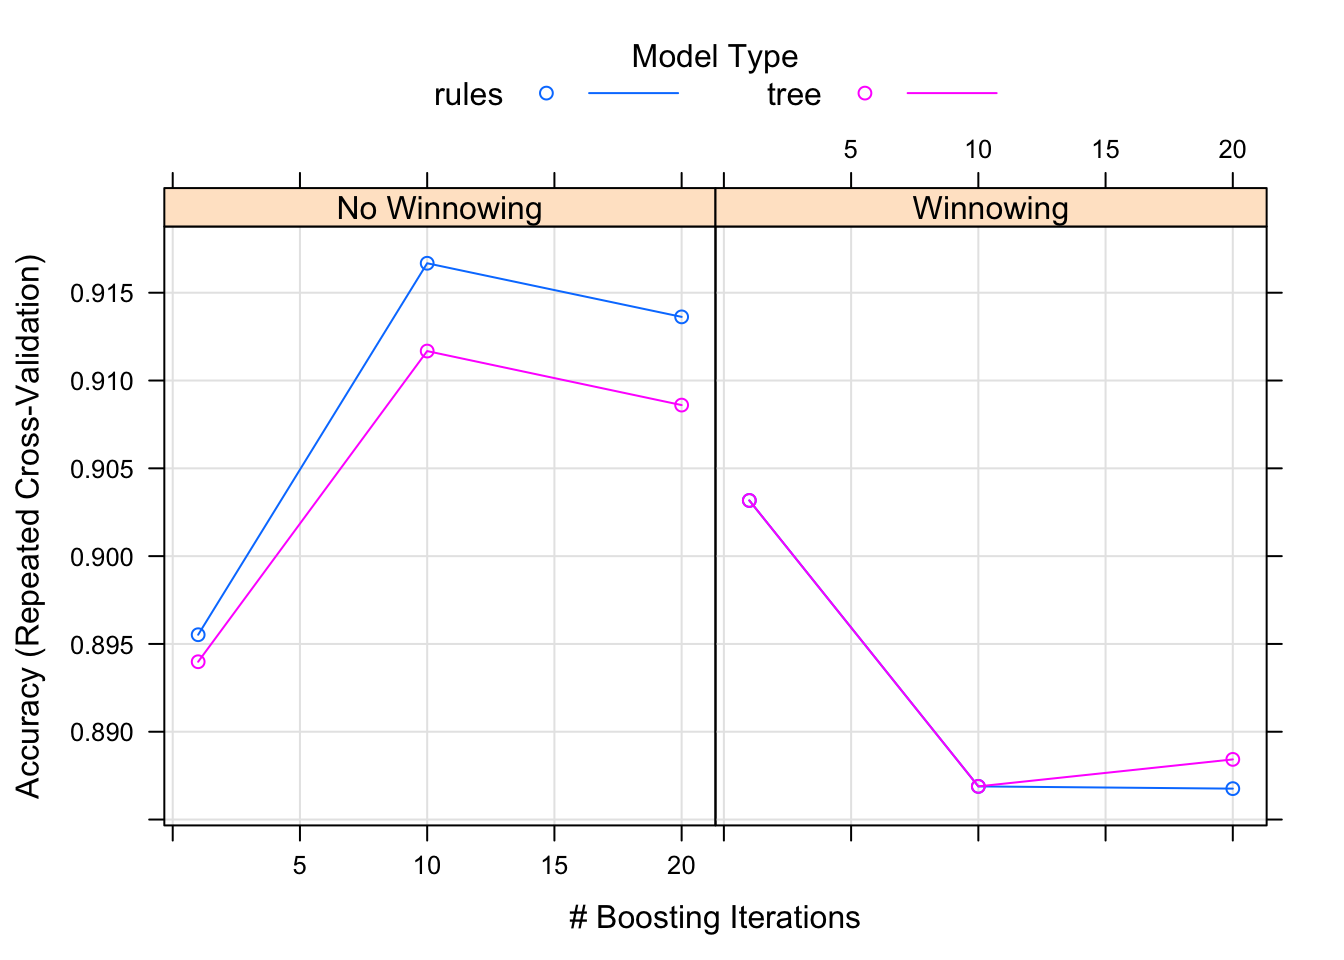 Model Type
rules tree
5 10 15 20
No Winnowing Winnowing
0.915
0.910
0.905
0.900
0.895
0.890
Accuracy (Repeated Cross-Validation)
5 10 15 20
# Boosting Iterations